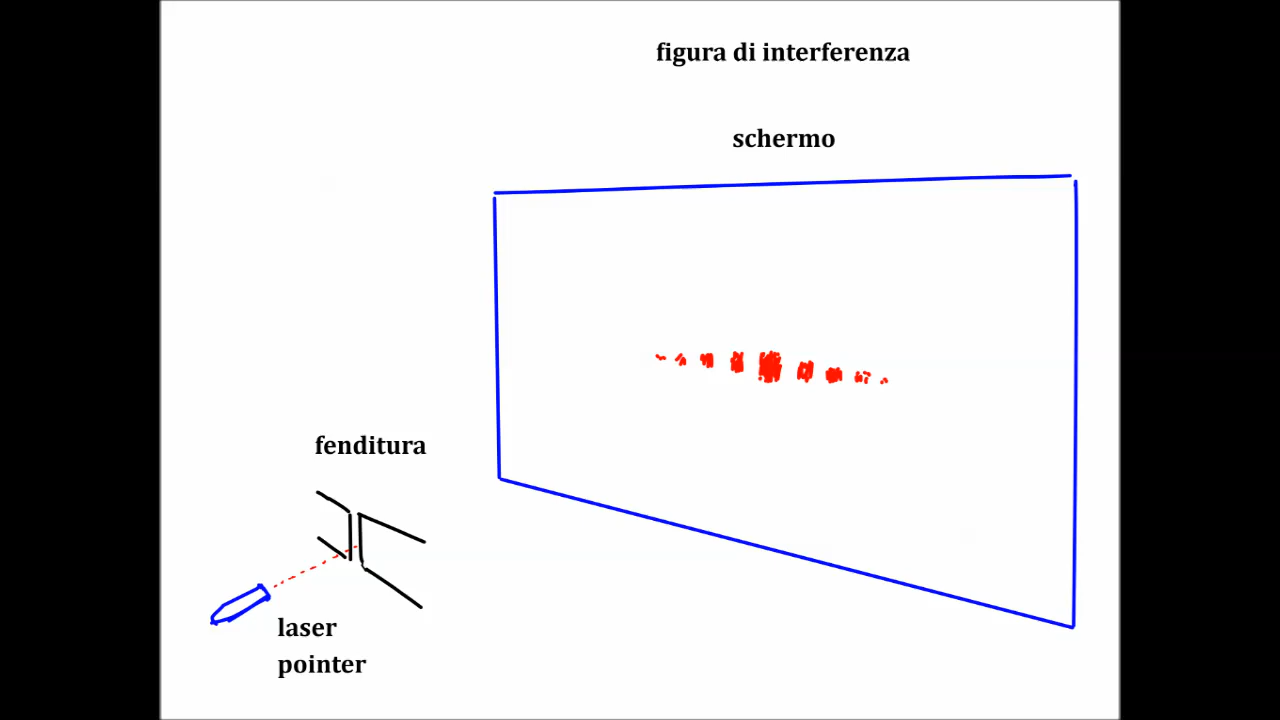 figura di interferenza
schermo
fenditura
laser
pointer